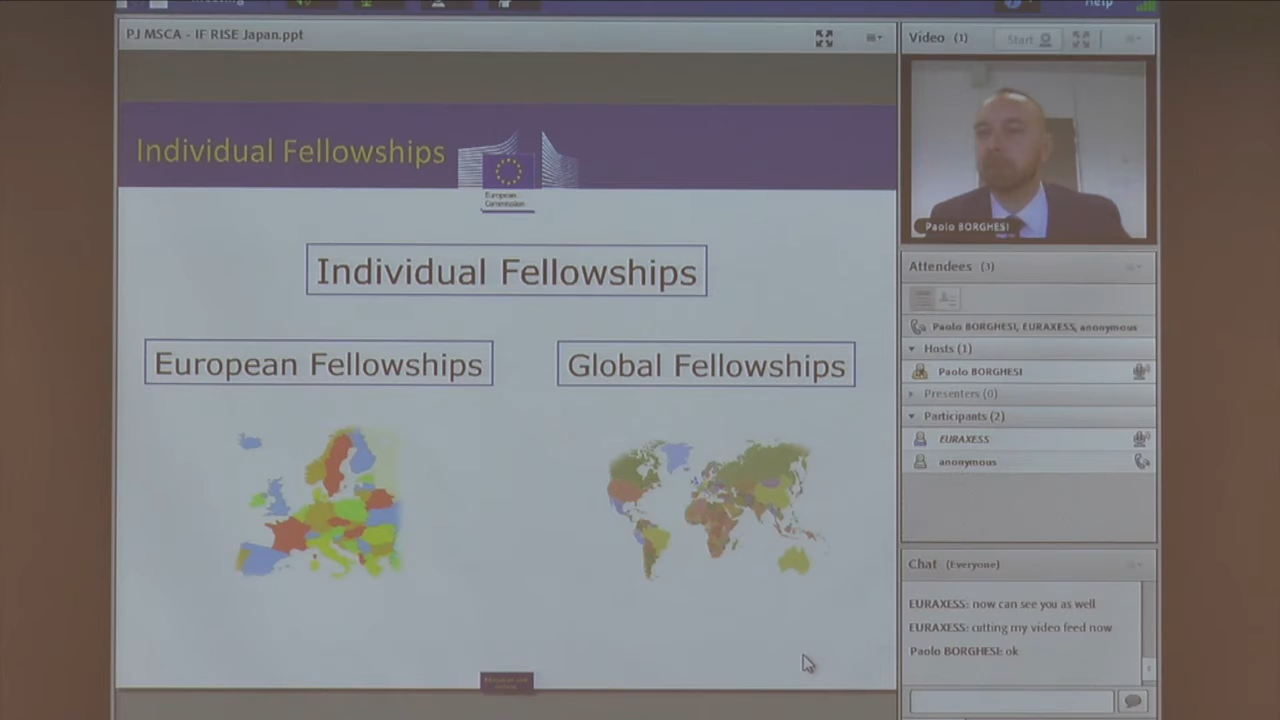 Meeting
Help
PJ MSCA - IF RISE Japan.ppt
Individual Fellowships
European
Commission
Individual Fellowships
European Fellowships
Global Fellowships
Video (1)
Start
Paolo BORGHESI
Attendees (3)
Paolo BORGHESI, EURAXESS, anonymous
Hosts (1)
Paolo BORGHESI
Presenters (0)
Participants (2)
EURAXESS
anonymous
Chat (Everyone)
EURAXESS: now can see you as well
EURAXESS: cutting my video feed now
Paolo BORGHESI: ok